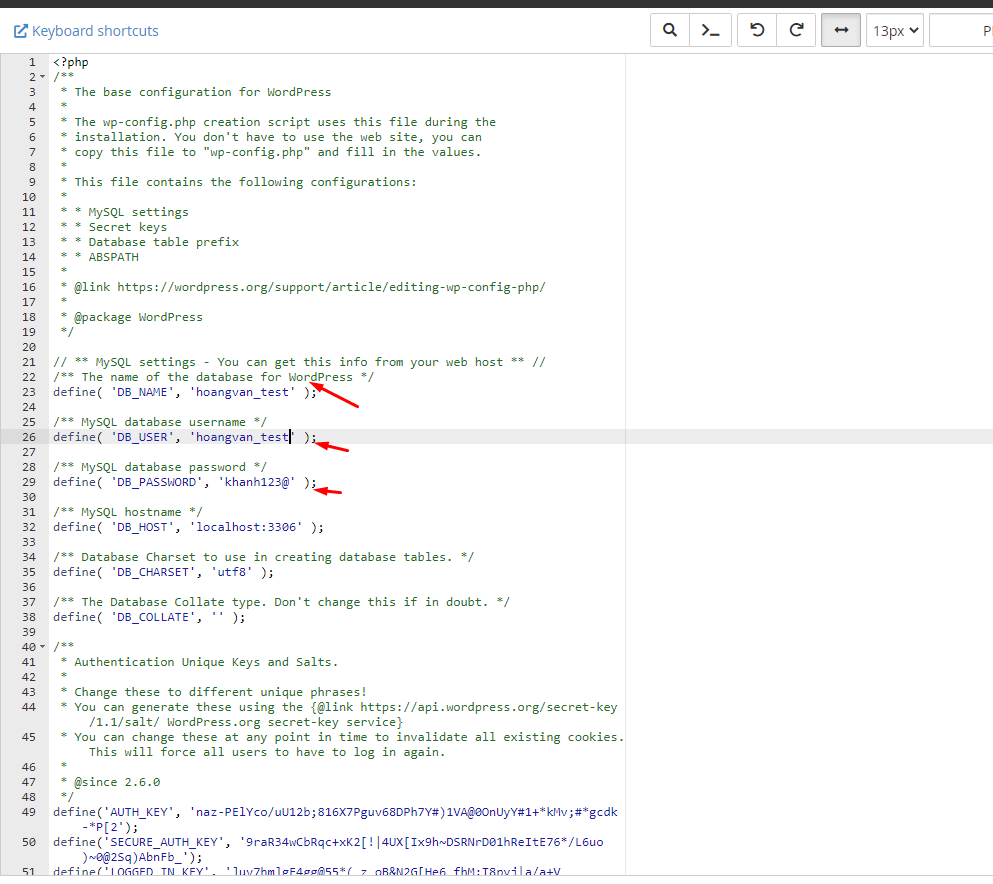 Keyboard shortcuts
13px
1 <?php
2 /**
3 * The base configuration for WordPress
4 *
5 * The wp-config.php creation script uses this file during the
6 * installation. You don't have to use the web site, you can
7 * copy this file to "wp-config.php" and fill in the values.
8 *
9 * This file contains the following configurations:
10 *
11 * * MySQL settings
12 * * Secret keys
13 * * Database table prefix
14 * * ABSPATH
15 *
16 * @link https://wordpress.org/support/article/editing-wp-config-php/
17 *
18 * @package WordPress
19 */
20
21 // ** MySQL settings - You can get this info from your web host ** //
22 /** The name of the database for WordPress */
23 define( 'DB_NAME', 'hoangvan_test' );
24
25 /** MySQL database username */
26 define( 'DB_USER', 'hoangvan_test' );
27
28 /** MySQL database password */
29 define( 'DB_PASSWORD', 'khanh123@' );
30
31 /** MySQL hostname */
32 define( 'DB_HOST', 'localhost:3306' );
33
34 /** Database Charset to use in creating database tables. */
35 define( 'DB_CHARSET', 'utf8' );
36
37 /** The Database Collate type. Don't change this if in doubt. */
38 define( 'DB_COLLATE', '' );
39
40 /**
41 * Authentication Unique Keys and Salts.
42 *
43 * Change these to different unique phrases!
44 * You can generate these using the {@link https://api.wordpress.org/secret-key
/1.1/salt/ WordPress.org secret-key service}
45 * You can change these at any point in time to invalidate all existing cookies.
This will force all users to have to log in again.
46 *
47 * @since 2.6.0
48 */
49 define('AUTH_KEY', 'naz-PElYco/uU12b;816X7Pguv68DPh7Y#)1VA@0OnUyY#1+*kMv;#*gcdk
-*P[2');
50 define('SECURE_AUTH_KEY', '9raR34wCbRqc+xK2[!|4UX[Ix9h~DSRNrD01hReItE76*/L6uo
)~0@2Sq)AbnFb_');
51 define('LOGGED_IN_KEY',